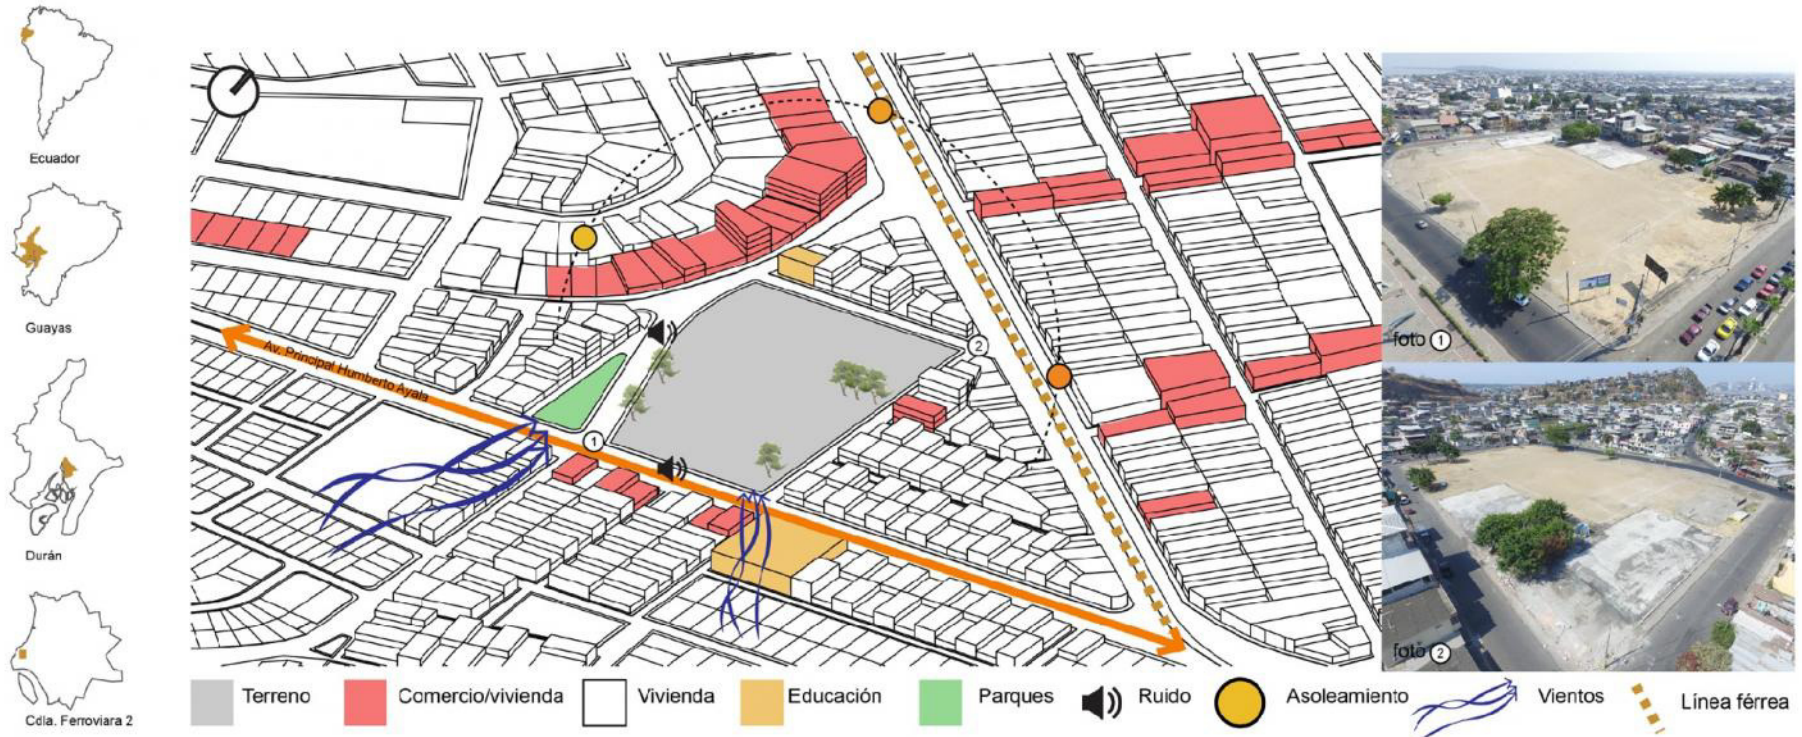 Ecuador
Guayas
Durán
Cdla. Ferroviara 2
Av. Principal Humberto Ayala
1
2
foto 1
foto 2
Terreno
Comercio/vivienda
Vivienda
Educación
Parques
Ruido
Asoleamiento
Vientos
Línea férrea